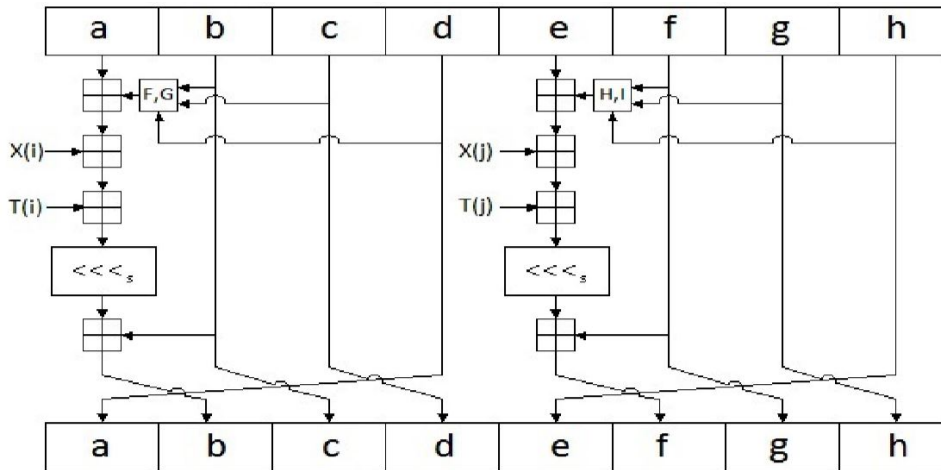 a b c d e f g h
F,G H,I
X(i) X(j)
T(i) T(j)
<<<s <<<s
a b c d e f g h